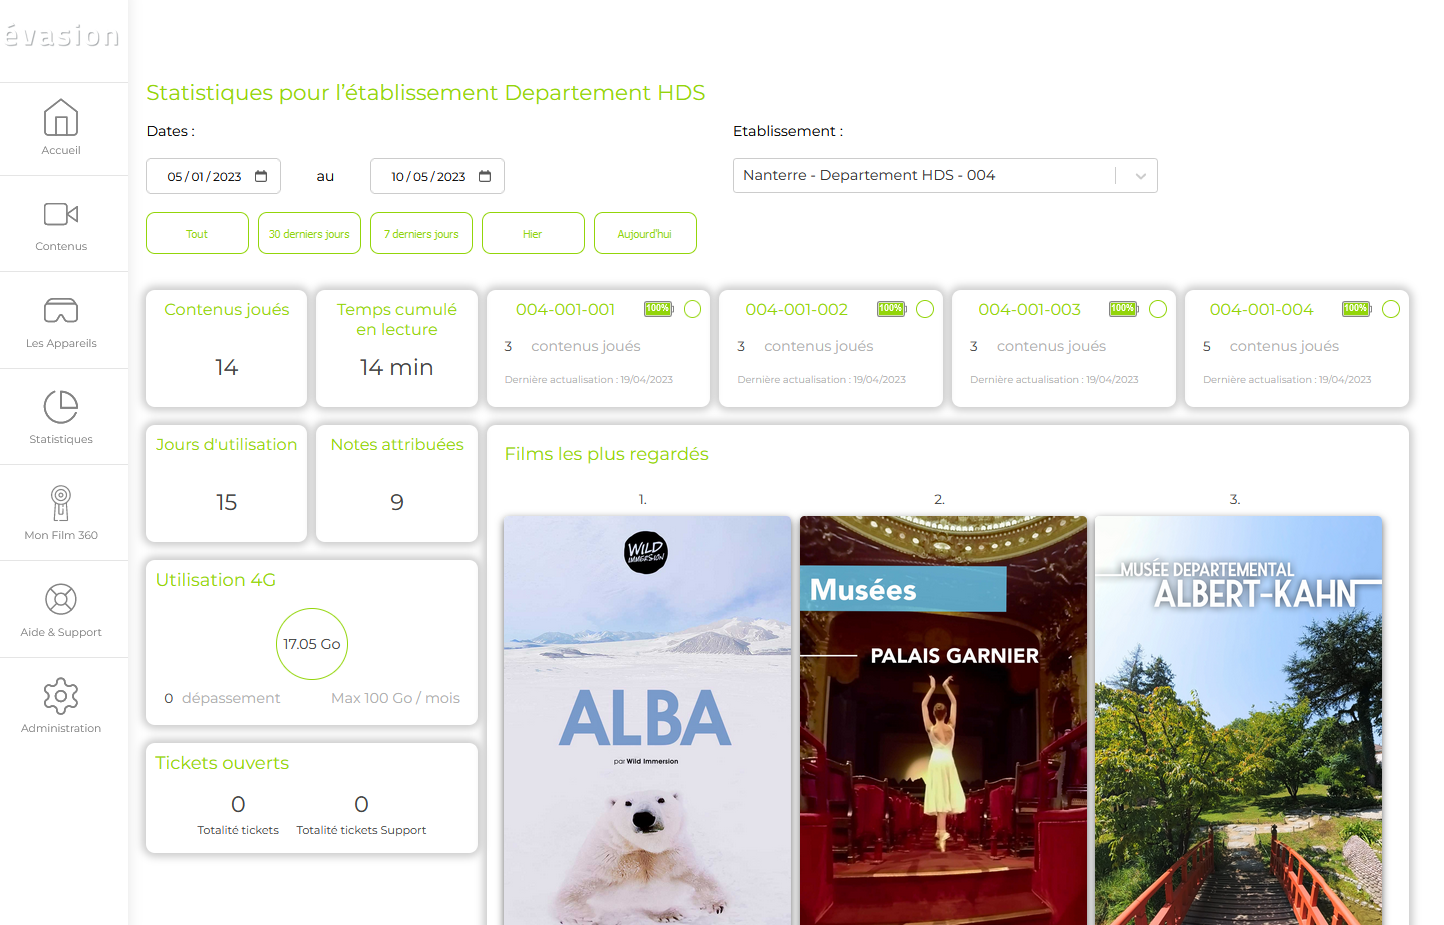 évasion
Accueil
Contenus
Les Appareils
Statistiques
Mon Film 360
Aide & Support
Administration
Statistiques pour l'établissement Departement HDS
Dates :
Etablissement :
05 / 01 / 2023
au
10 / 05 / 2023
Nanterre - Departement HDS - 004
Tout
30 derniers jours
7 derniers jours
Hier
Aujourd'hui
Contenus joués
14
Temps cumulé
en lecture
14 min
004-001-001
100%
3 contenus joués
Dernière actualisation : 19/04/2023
004-001-002
100%
3 contenus joués
Dernière actualisation : 19/04/2023
004-001-003
100%
3 contenus joués
Dernière actualisation : 19/04/2023
004-001-004
100%
5 contenus joués
Dernière actualisation : 19/04/2023
Jours d'utilisation
15
Notes attribuées
9
Utilisation 4G
17.05 Go
0 dépassement
Max 100 Go / mois
Tickets ouverts
0
Totalité tickets
0
Totalité tickets Support
Films les plus regardés
1.
WILD
IMMERSION
ALBA
par Wild Immersion
2.
Musées
PALAIS GARNIER
3.
MUSÉE DEPARTEMENTAL
ALBERT-KAHN